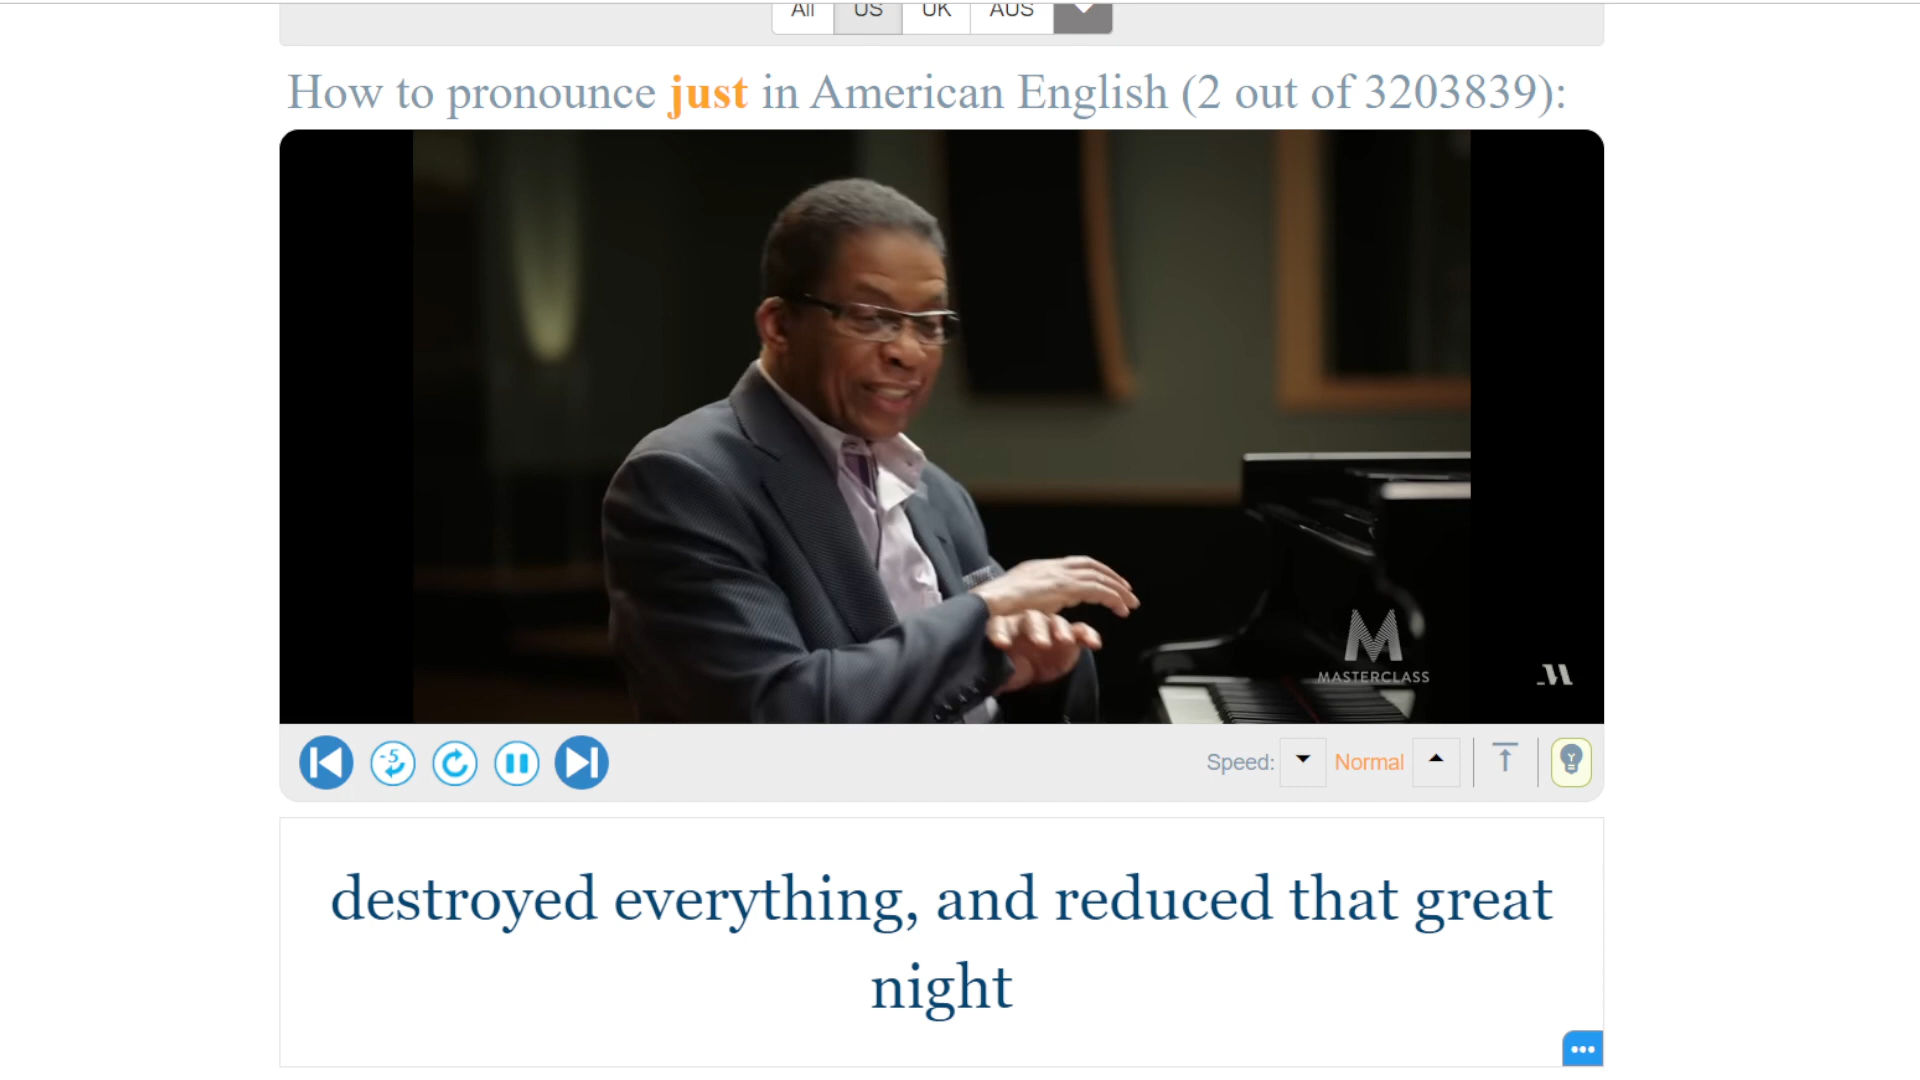 All US UK AUS
How to pronounce just in American English (2 out of 3203839):
M
MASTERCLASS
-5
Speed: Normal
destroyed everything, and reduced that great
night